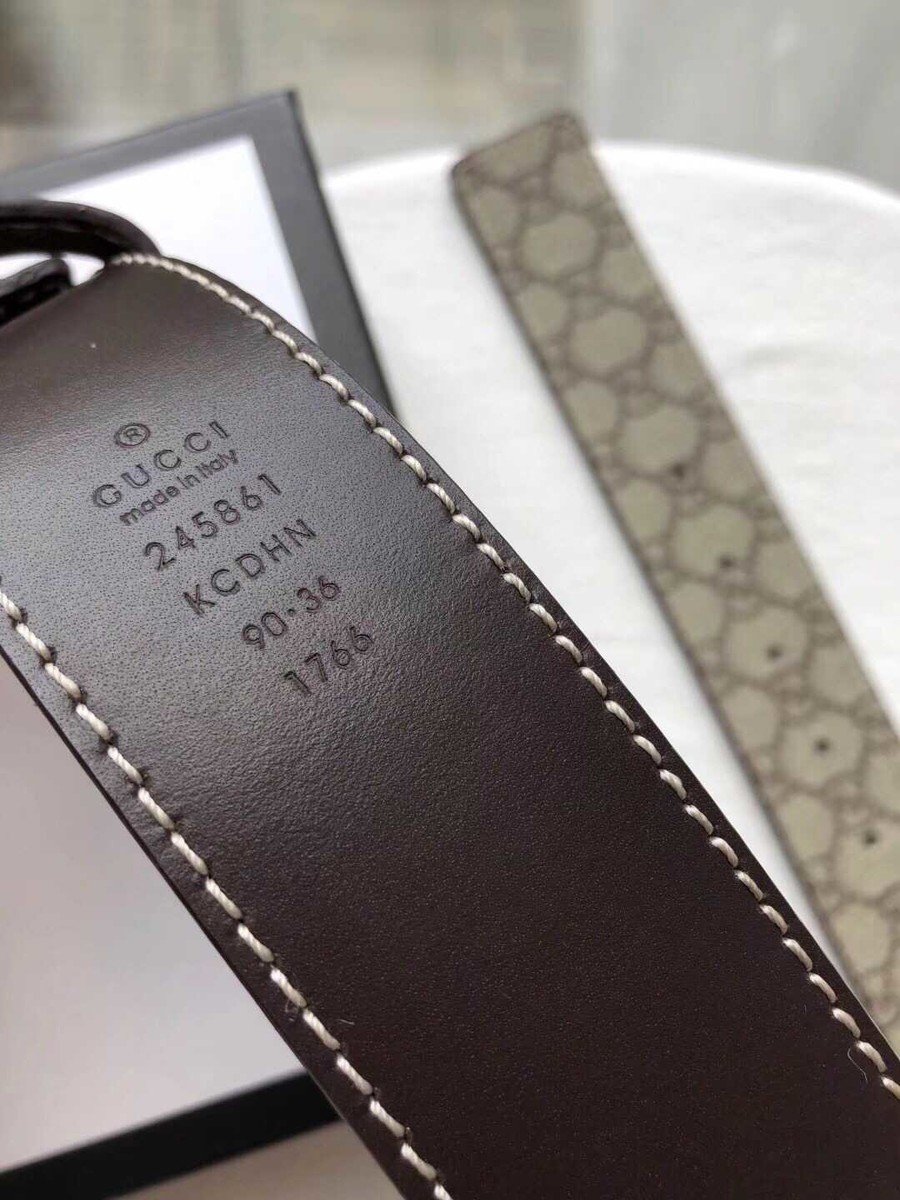 ®
GUCCI
made in italy
245861
KCDHN
90·36
1766